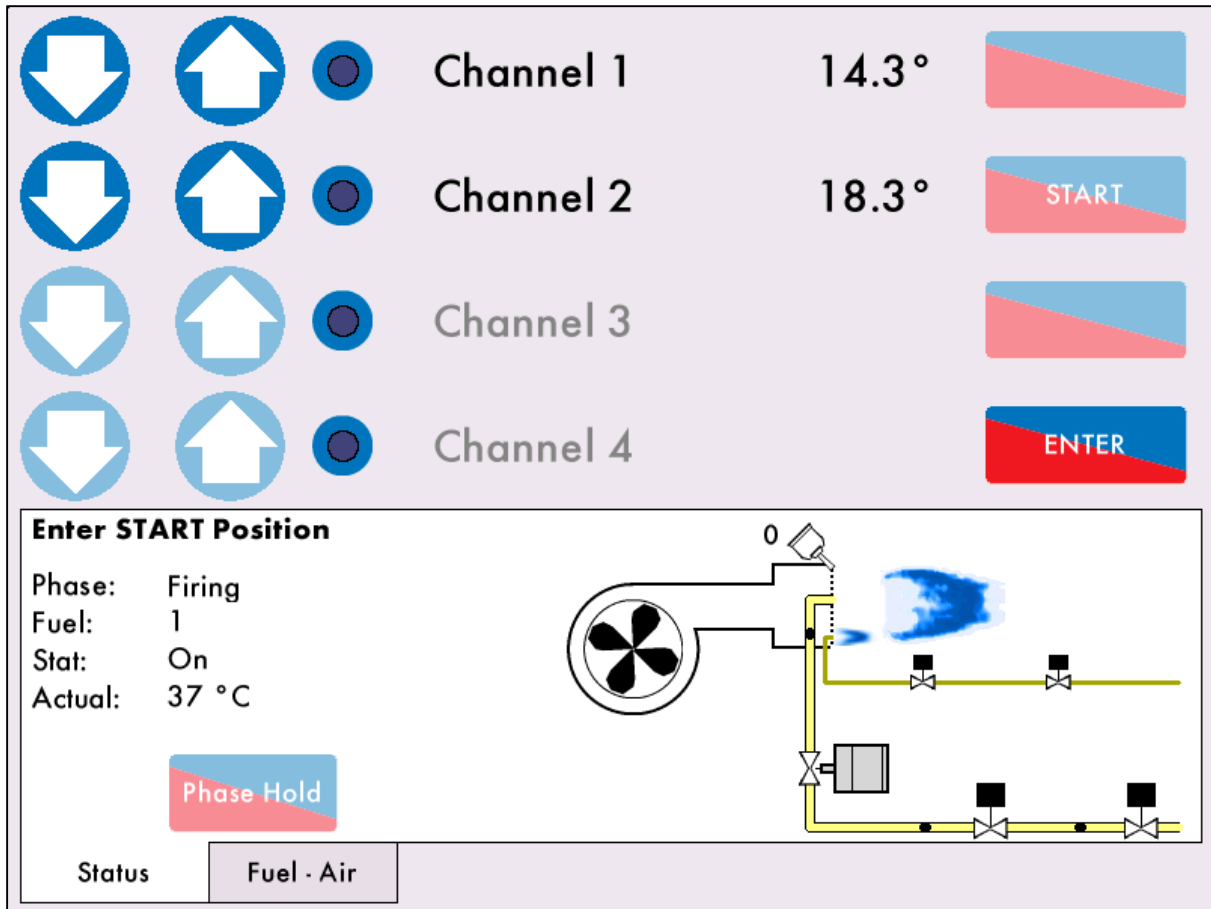 Channel 1 14.3°
Channel 2 18.3° START
Channel 3
Channel 4 ENTER
Enter START Position
0
Phase: Firing
Fuel: 1
Stat: On
Actual: 37 °C
Phase Hold
Status Fuel - Air